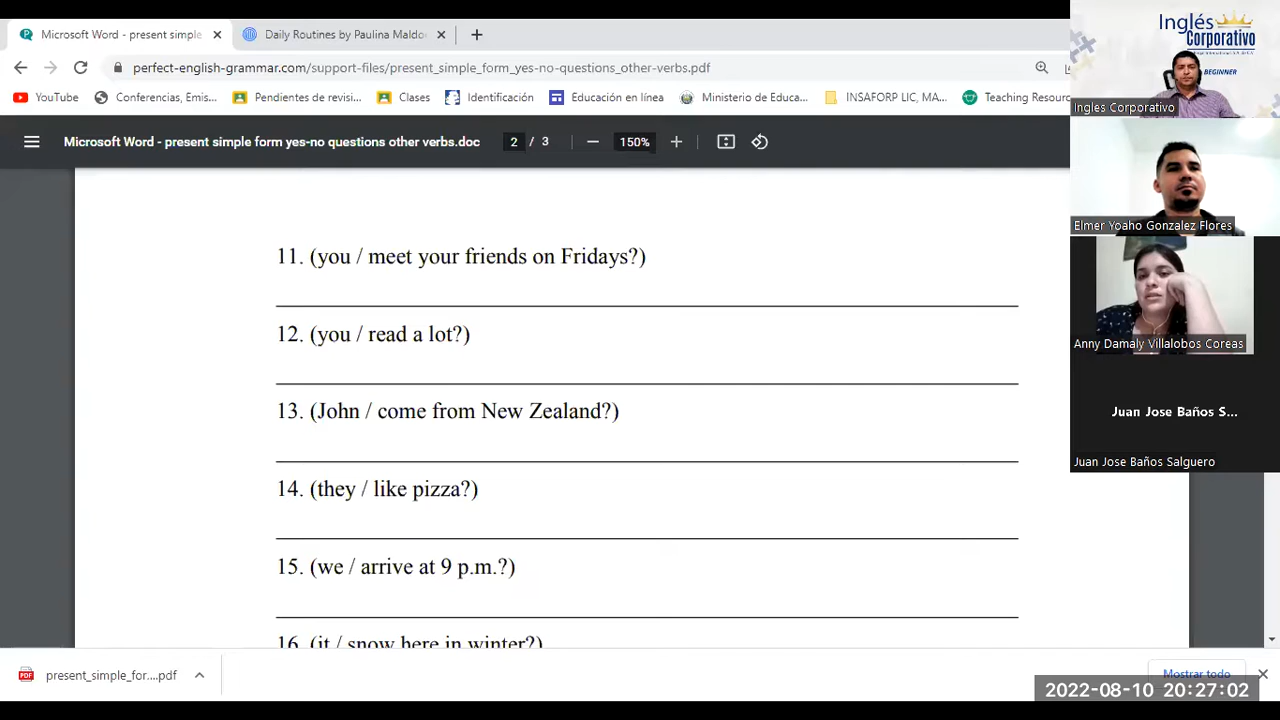 Microsoft Word - present simple
Daily Routines by Paulina Maldo
perfect-english-grammar.com/support-files/present_simple_form_yes-no-questions_other-verbs.pdf
YouTube
Conferencias, Emis...
Pendientes de revisi...
Clases
Identificación
Educación en línea
Ministerio de Educa...
INSAFORP LIC, MA...
Teaching Resourc
Microsoft Word - present simple form yes-no questions other verbs.doc
2 / 3
150%
11. (you / meet your friends on Fridays?)
12. (you / read a lot?)
13. (John / come from New Zealand?)
14. (they / like pizza?)
15. (we / arrive at 9 p.m.?)
16. (it / snow here in winter?)
present_simple_for....pdf
Mostrar todo
2022-08-10 20:27:02
Inglés
Corporativo
BEGINNER
Ingles Corporativo
Elmer Yoaho Gonzalez Flores
Anny Damaly Villalobos Coreas
Juan Jose Baños S...
Juan Jose Baños Salguero